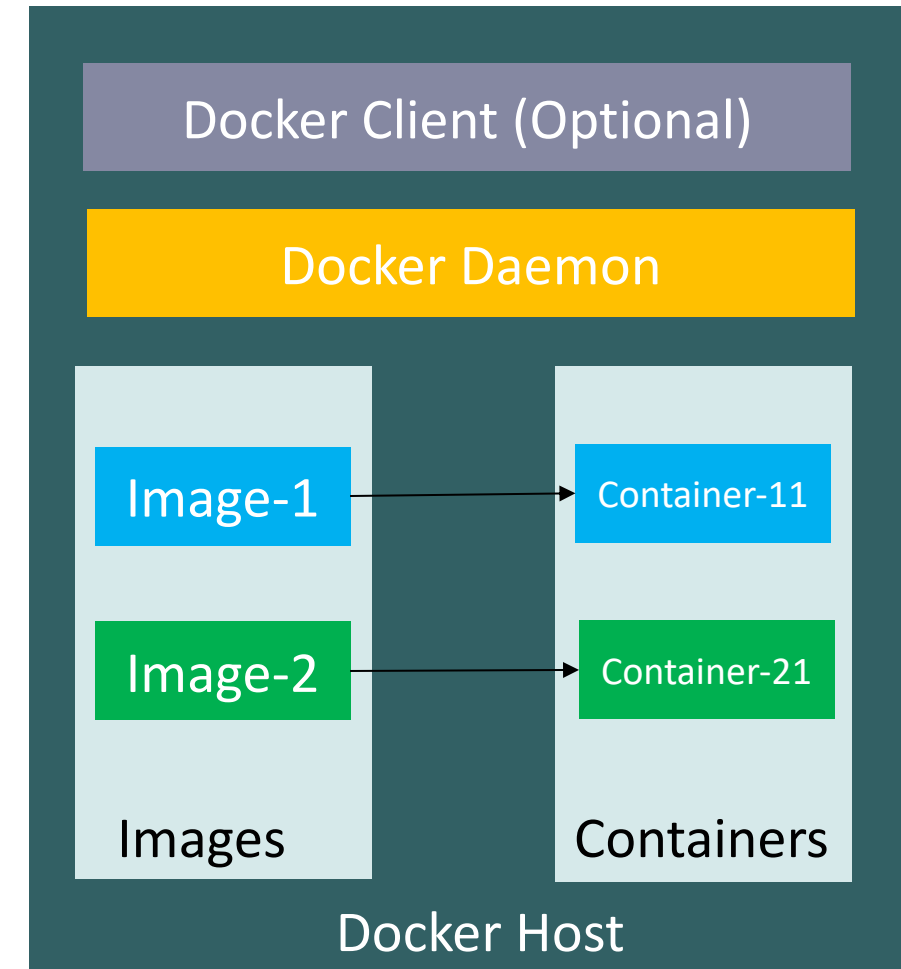 Docker Client (Optional)
Docker Daemon
Image-1
Container-11
Image-2
Container-21
Images
Containers
Docker Host